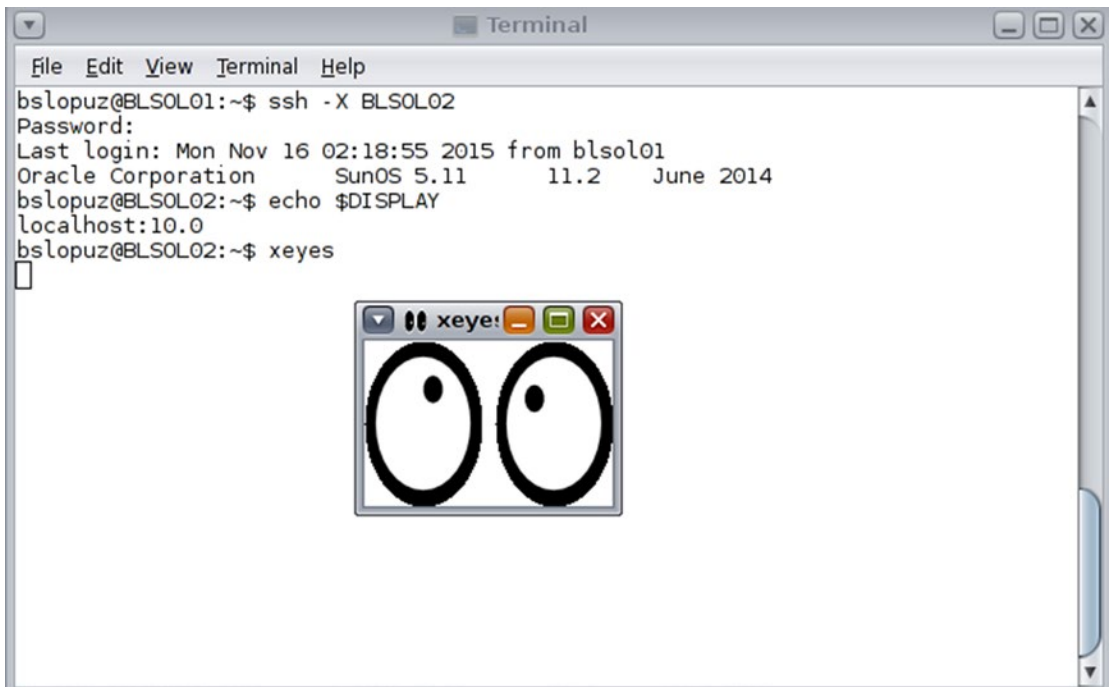 Terminal
File Edit View Terminal Help
bslopuz@BLSOL01:~$ ssh -X BLSOL02
Password:
Last login: Mon Nov 16 02:18:55 2015 from blsol01
Oracle Corporation SunOS 5.11 11.2 June 2014
bslopuz@BLSOL02:~$ echo $DISPLAY
localhost:10.0
bslopuz@BLSOL02:~$ xeyes
xeyes